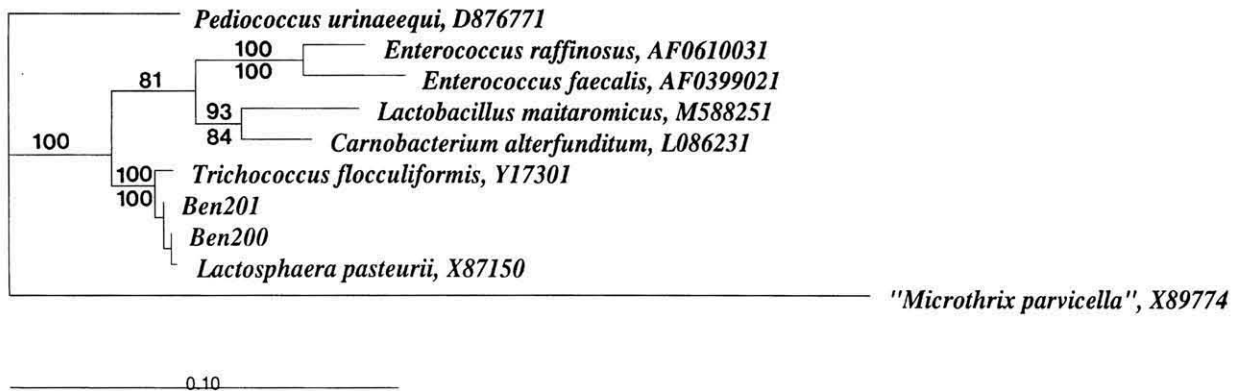 Pediococcus urinaeequi, D876771
100 Enterococcus raffinosus, AF0610031
100
81 Enterococcus faecalis, AF0399021
93 Lactobacillus maitaromicus, M588251
84 Carnobacterium alterfunditum, L086231
100
100 Trichococcus flocculiformis, Y17301
100
Ben201
Ben200
Lactosphaera pasteurii, X87150
"Microthrix parvicella", X89774
0.10